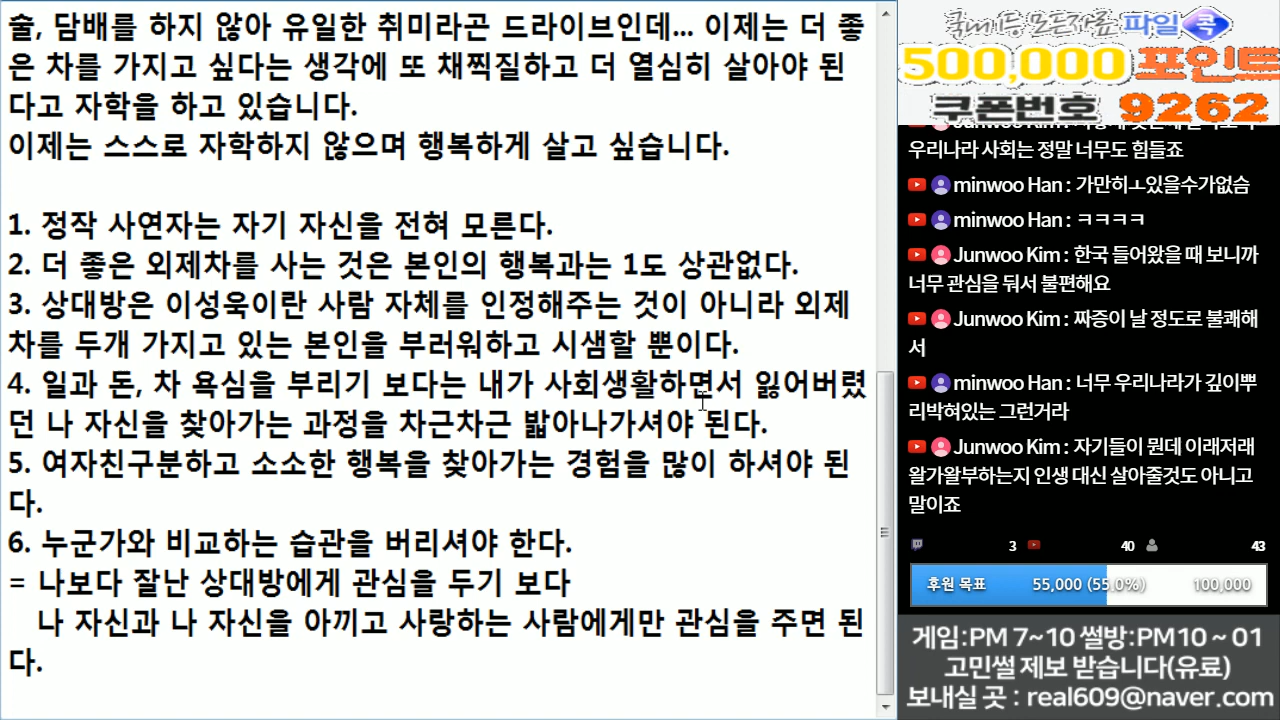 술, 담배를 하지 않아 유일한 취미라곤 드라이브인데... 이제는 더 좋
은 차를 가지고 싶다는 생각에 또 채찍질하고 더 열심히 살아야 된
다고 자학을 하고 있습니다.
이제는 스스로 자학하지 않으며 행복하게 살고 싶습니다.
1. 정작 사연자는 자기 자신을 전혀 모른다.
2. 더 좋은 외제차를 사는 것은 본인의 행복과는 1도 상관없다.
3. 상대방은 이성욱이란 사람 자체를 인정해주는 것이 아니라 외제
차를 두개 가지고 있는 본인을 부러워하고 시샘할 뿐이다.
4. 일과 돈, 차 욕심을 부리기 보다는 내가 사회생활하면서 잃어버렸
던 나 자신을 찾아가는 과정을 차근차근 밟아나가셔야 된다.
5. 여자친구분하고 소소한 행복을 찾아가는 경험을 많이 하셔야 된
다.
6. 누군가와 비교하는 습관을 버리셔야 한다.
= 나보다 잘난 상대방에게 관심을 두기 보다
나 자신과 나 자신을 아끼고 사랑하는 사람에게만 관심을 주면 된
다.
국내 1등 모든자료 파일콕
500,000 포인트
쿠폰번호 9262
우리나라 사회는 정말 너무도 힘들죠
minwoo Han : 가만히ㅗ있을수가없슴
minwoo Han : ㅋㅋㅋㅋ
Junwoo Kim : 한국 들어왔을 때 보니까
너무 관심을 둬서 불편해요
Junwoo Kim : 짜증이 날 정도로 불쾌해
서
minwoo Han : 너무 우리나라가 깊이뿌
리박혀있는 그런거라
Junwoo Kim : 자기들이 뭔데 이래저래
왈가왈부하는지 인생 대신 살아줄것도 아니고
말이죠
3 40 43
후원 목표 55,000 (55.0%) 100,000
게임:PM 7~10 썰방:PM10 ~ 01
고민썰 제보 받습니다(유료)
보내실 곳 : real609@naver.com